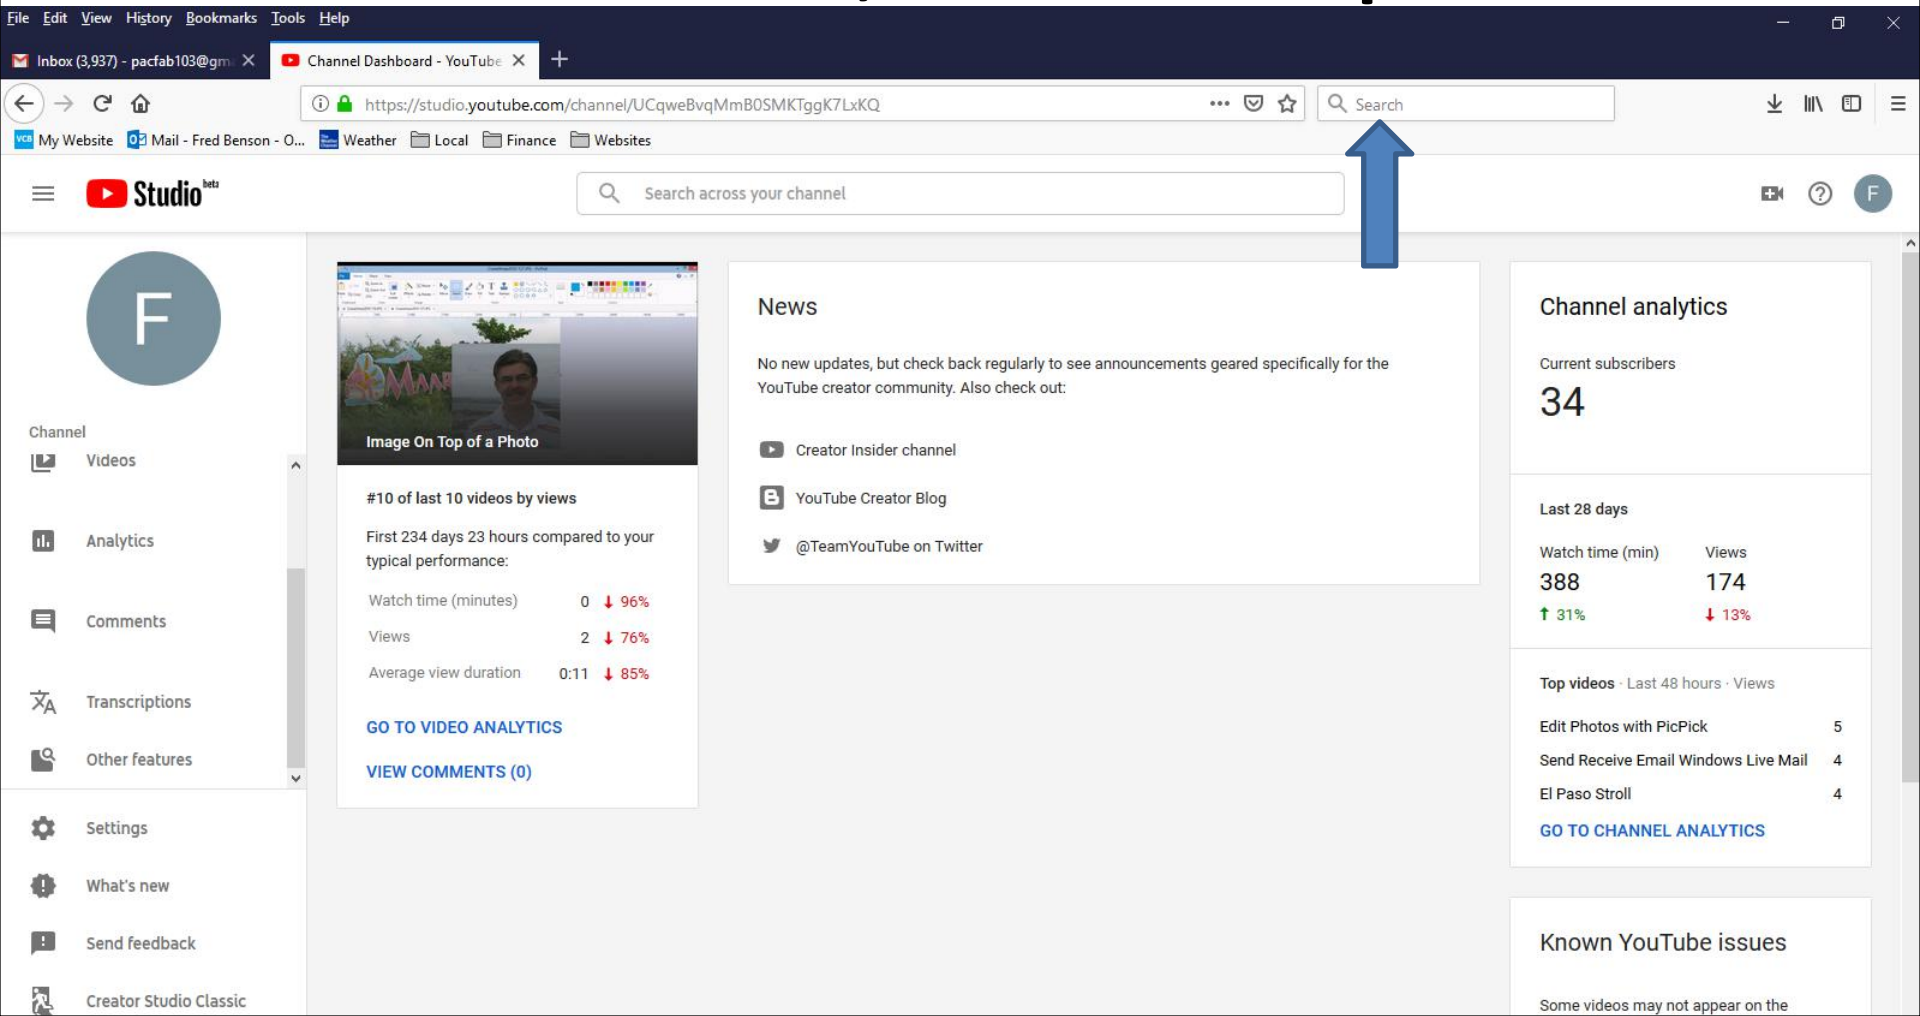 File Edit View History Bookmarks Tools Help
Inbox (3,937) - pacfab103@gm
Channel Dashboard - YouTube
https://studio.youtube.com/channel/UCqweBvqMmB0SMKTggK7LxKQ
Search
My Website Mail - Fred Benson - O... Weather Local Finance Websites
Studio beta
Search across your channel
F
F
Channel
Videos
Analytics
Comments
Transcriptions
Other features
Settings
What's new
Send feedback
Creator Studio Classic
Image On Top of a Photo
#10 of last 10 videos by views
First 234 days 23 hours compared to your
typical performance:
Watch time (minutes) 0 ↓ 96%
Views 2 ↓ 76%
Average view duration 0:11 ↓ 85%
GO TO VIDEO ANALYTICS
VIEW COMMENTS (0)
News
No new updates, but check back regularly to see announcements geared specifically for the
YouTube creator community. Also check out:
Creator Insider channel
YouTube Creator Blog
@TeamYouTube on Twitter
Channel analytics
Current subscribers
34
Last 28 days
Watch time (min) Views
388 174
↑ 31% ↓ 13%
Top videos · Last 48 hours · Views
Edit Photos with PicPick 5
Send Receive Email Windows Live Mail 4
El Paso Stroll 4
GO TO CHANNEL ANALYTICS
Known YouTube issues
Some videos may not appear on the